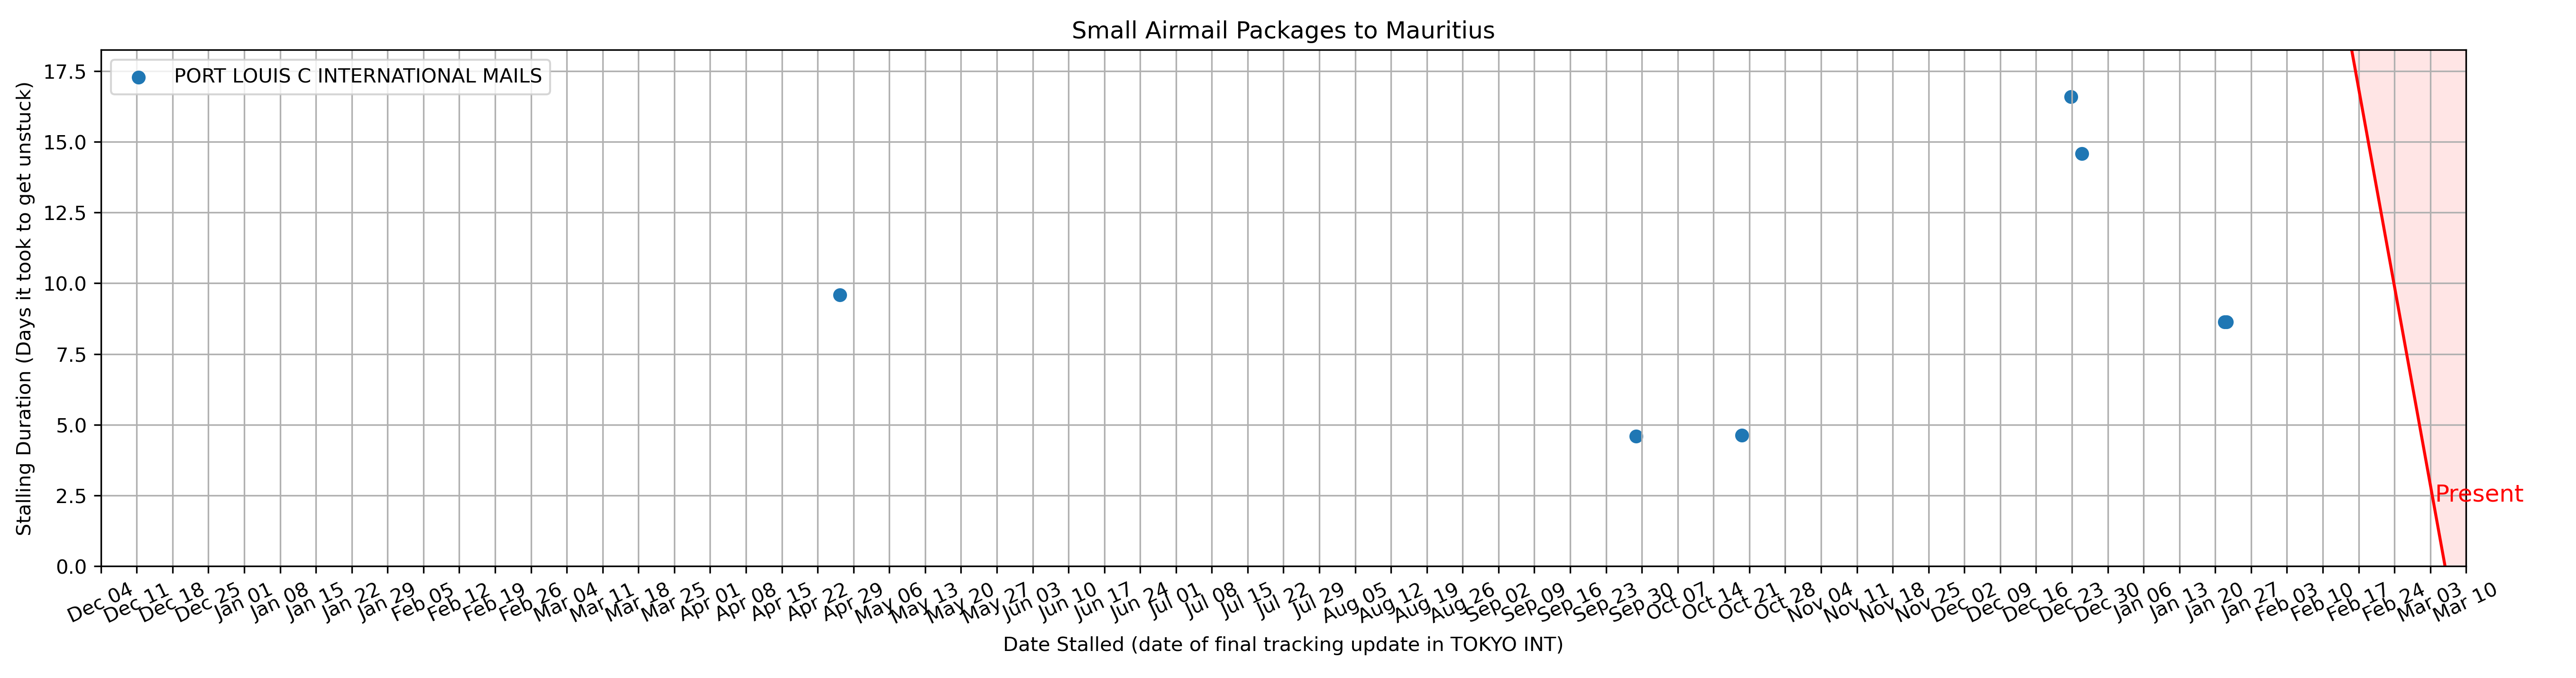 Small Airmail Packages to Mauritius
PORT LOUIS C INTERNATIONAL MAILS
Stalling Duration (Days it took to get unstuck)
17.5
15.0
12.5
10.0
7.5
5.0
2.5
0.0
Present
Dec 04 Dec 11 Dec 18 Dec 25 Jan 01 Jan 08 Jan 15 Jan 22 Jan 29 Feb 05 Feb 12 Feb 19 Feb 26 Mar 04 Mar 11 Mar 18 Mar 25 Apr 01 Apr 08 Apr 15 Apr 22 Apr 29 May 06 May 13 May 20 May 27 Jun 03 Jun 10 Jun 17 Jun 24 Jul 01 Jul 08 Jul 15 Jul 22 Jul 29 Aug 05 Aug 12 Aug 19 Aug 26 Sep 02 Sep 09 Sep 16 Sep 23 Sep 30 Oct 07 Oct 14 Oct 21 Oct 28 Nov 04 Nov 11 Nov 18 Nov 25 Dec 02 Dec 09 Dec 16 Dec 23 Dec 30 Jan 06 Jan 13 Jan 20 Jan 27 Feb 03 Feb 10 Feb 17 Feb 24 Mar 03 Mar 10
Date Stalled (date of final tracking update in TOKYO INT)